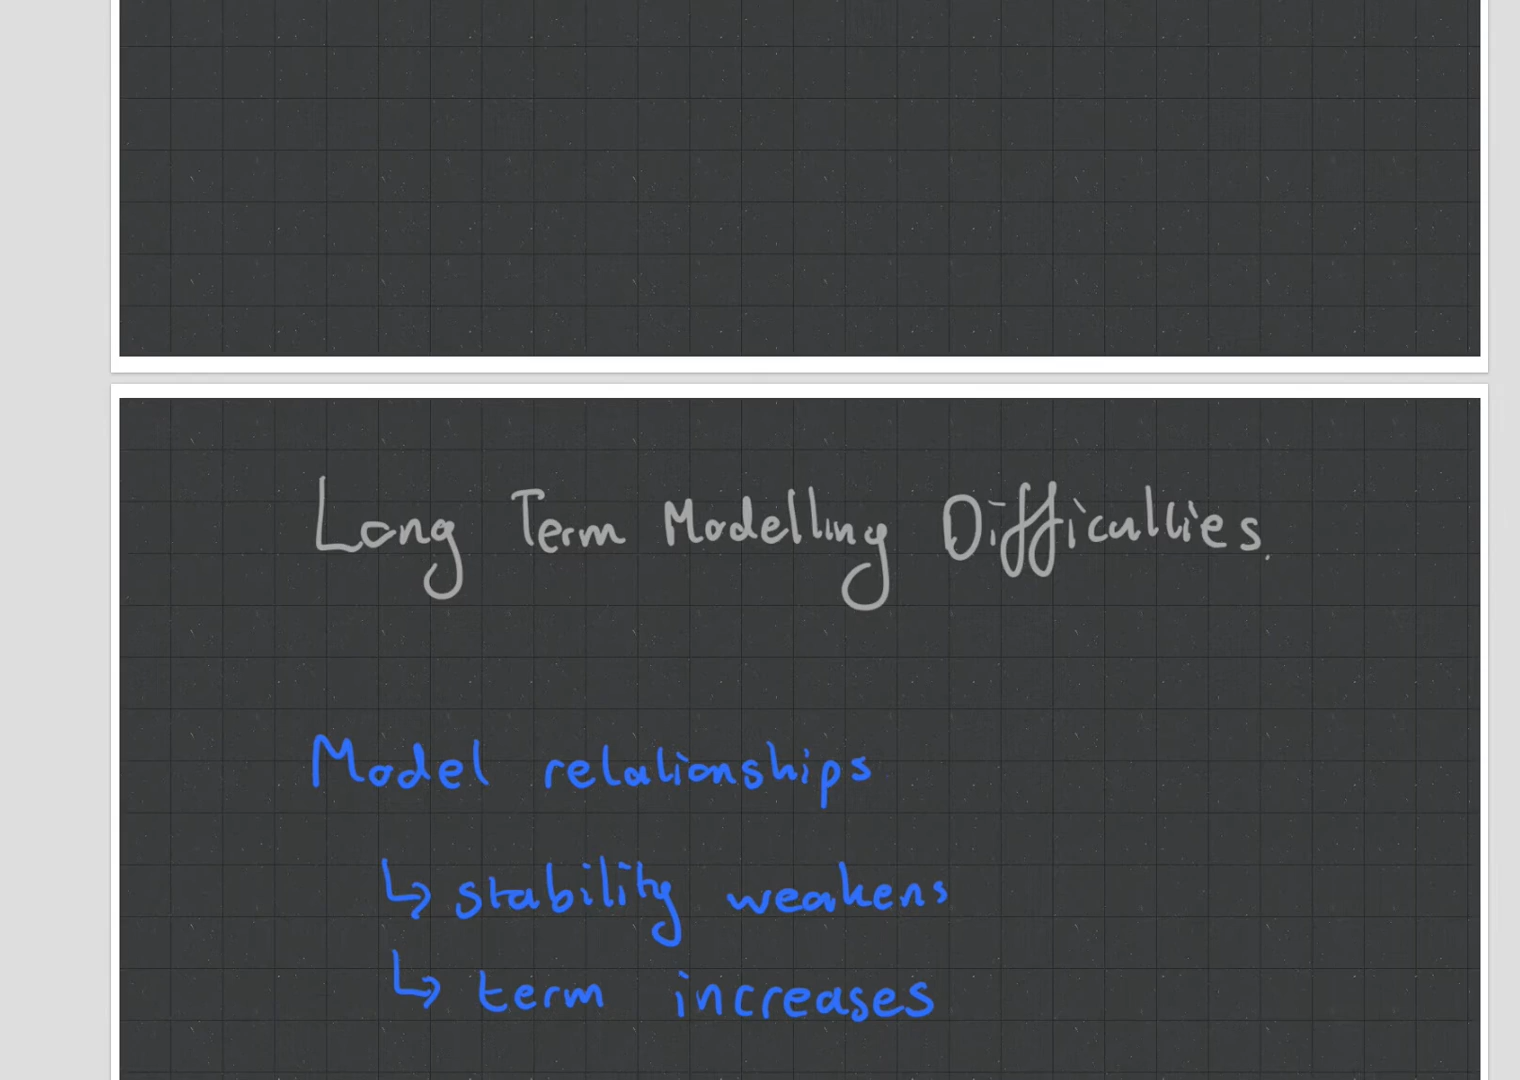 Long Term Modelling Difficulties.
Model relationships
↳ stability weakens
↳ term increases